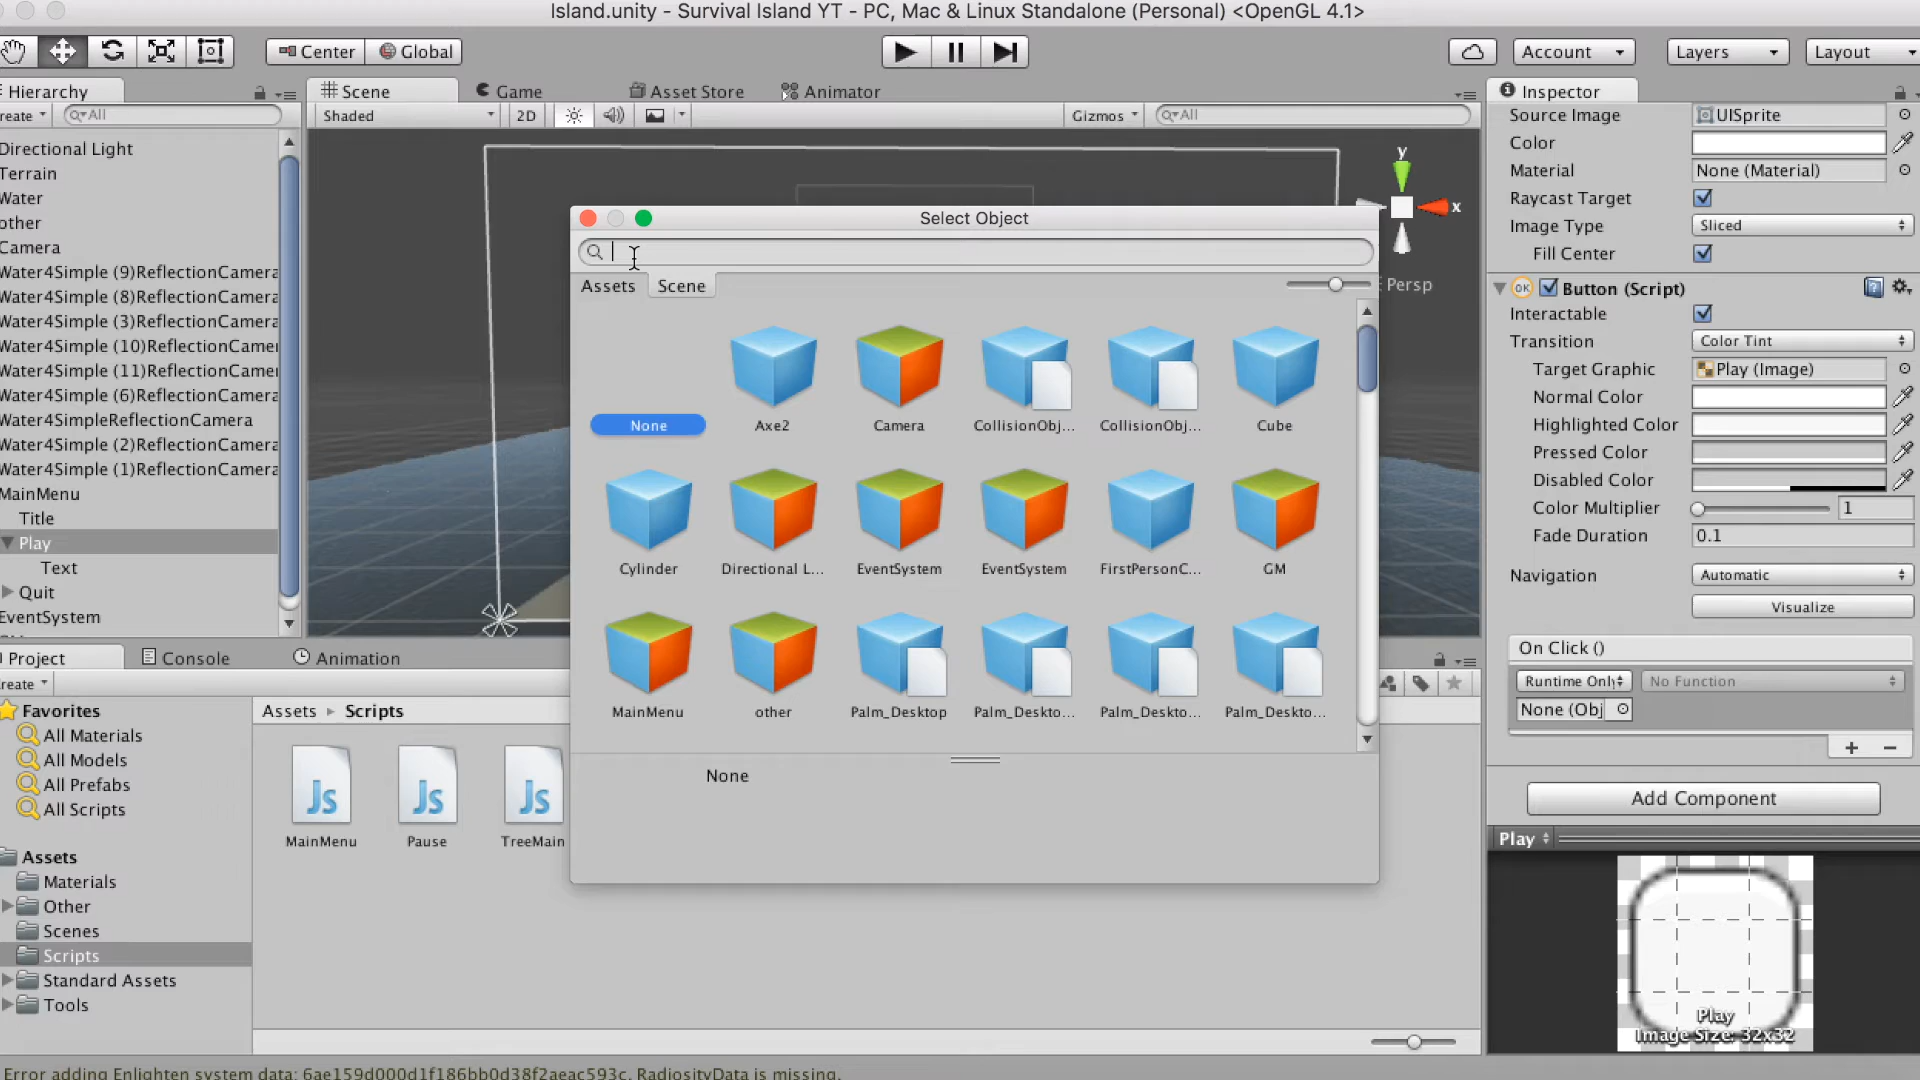 Island.unity - Survival Island YT - PC, Mac & Linux Standalone (Personal) <OpenGL 4.1>
Center
Global
Account
Layers
Layout
Hierarchy
Scene
Game
Asset Store
Animator
Inspector
reate
All
Shaded
2D
Gizmos
All
Directional Light
Terrain
Water
other
Camera
Water4Simple (9)ReflectionCamera
Water4Simple (8)ReflectionCamera
Water4Simple (3)ReflectionCamera
Water4Simple (10)ReflectionCamer
Water4Simple (11)ReflectionCamer
Water4Simple (6)ReflectionCamera
Water4SimpleReflectionCamera
Water4Simple (2)ReflectionCamera
Water4Simple (1)ReflectionCamera
MainMenu
Title
Play
Text
Quit
EventSystem
y
x
Persp
Select Object
Assets
Scene
None
Axe2
Camera
CollisionObj...
CollisionObj...
Cube
Cylinder
Directional L...
EventSystem
EventSystem
FirstPersonC...
GM
MainMenu
other
Palm_Desktop
Palm_Deskto...
Palm_Deskto...
Palm_Deskto...
None
Source Image
UISprite
Color
Material
None (Material)
Raycast Target
Image Type
Sliced
Fill Center
OK
Button (Script)
Interactable
Transition
Color Tint
Target Graphic
Play (Image)
Normal Color
Highlighted Color
Pressed Color
Disabled Color
Color Multiplier
1
Fade Duration
0.1
Navigation
Automatic
Visualize
On Click ()
Runtime Onl
No Function
None (Obj
Add Component
Play
Play
Image Size: 32x32
Project
Console
Animation
reate
Favorites
All Materials
All Models
All Prefabs
All Scripts
Assets
Materials
Other
Scenes
Scripts
Standard Assets
Tools
Assets
Scripts
Js
Js
Js
MainMenu
Pause
TreeMain
Error adding Enlighten system data: 6ae159d000d1f186bb0d38f2aeac593c. RadiosityData is missing.